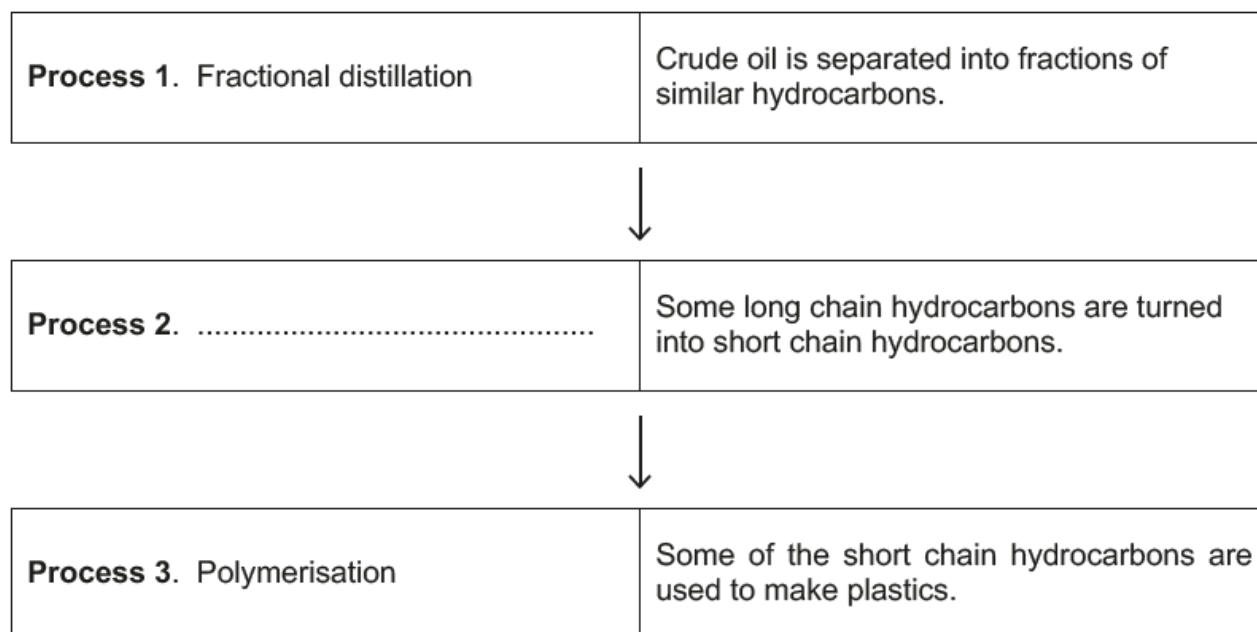 Process 1. Fractional distillation
Crude oil is separated into fractions of
similar hydrocarbons.
Process 2. ................................................
Some long chain hydrocarbons are turned
into short chain hydrocarbons.
Process 3. Polymerisation
Some of the short chain hydrocarbons are
used to make plastics.